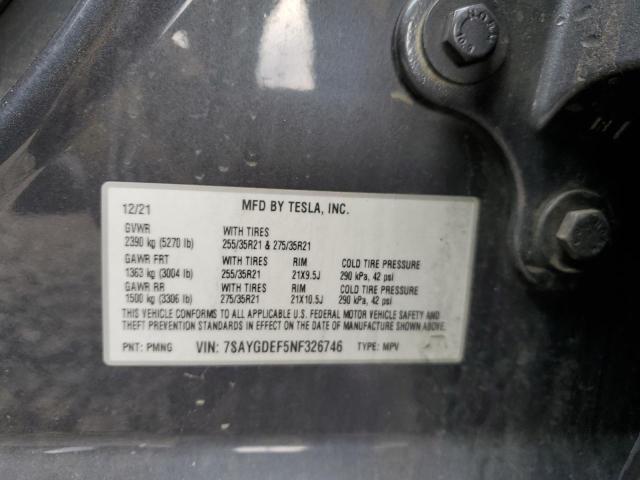 12/21 MFD BY TESLA, INC.
GVWR WITH TIRES
2390 kg (5270 lb) 255/35R21 & 275/35R21
GAWR FRT WITH TIRES RIM COLD TIRE PRESSURE
1363 kg (3004 lb) 255/35R21 21X9.5J 290 kPa, 42 psi
GAWR RR WITH TIRES RIM COLD TIRE PRESSURE
1500 kg (3306 lb) 275/35R21 21X10.5J 290 kPa, 42 psi
THIS VEHICLE CONFORMS TO ALL APPLICABLE U.S. FEDERAL MOTOR VEHICLE SAFETY AND
THEFT PREVENTION STANDARDS IN EFFECT ON THE DATE OF MANUFACTURE SHOWN ABOVE.
PNT: PMNG VIN: 7SAYGDEF5NF326746 TYPE: MPV